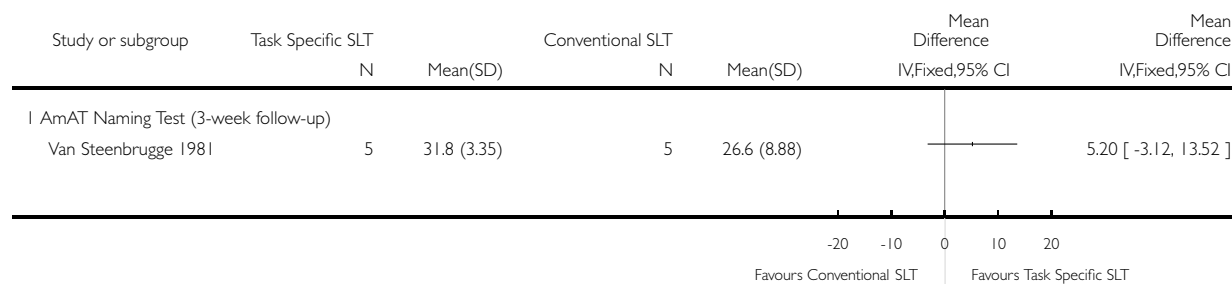 Mean Mean
Study or subgroup Task Specific SLT Conventional SLT Difference Difference
N Mean(SD) N Mean(SD) IV,Fixed,95% CI IV,Fixed,95% CI
1 AmAT Naming Test (3-week follow-up)
Van Steenbrugge 1981 5 31.8 (3.35) 5 26.6 (8.88) 5.20 [ -3.12, 13.52 ]
-20 -10 0 10 20
Favours Conventional SLT Favours Task Specific SLT